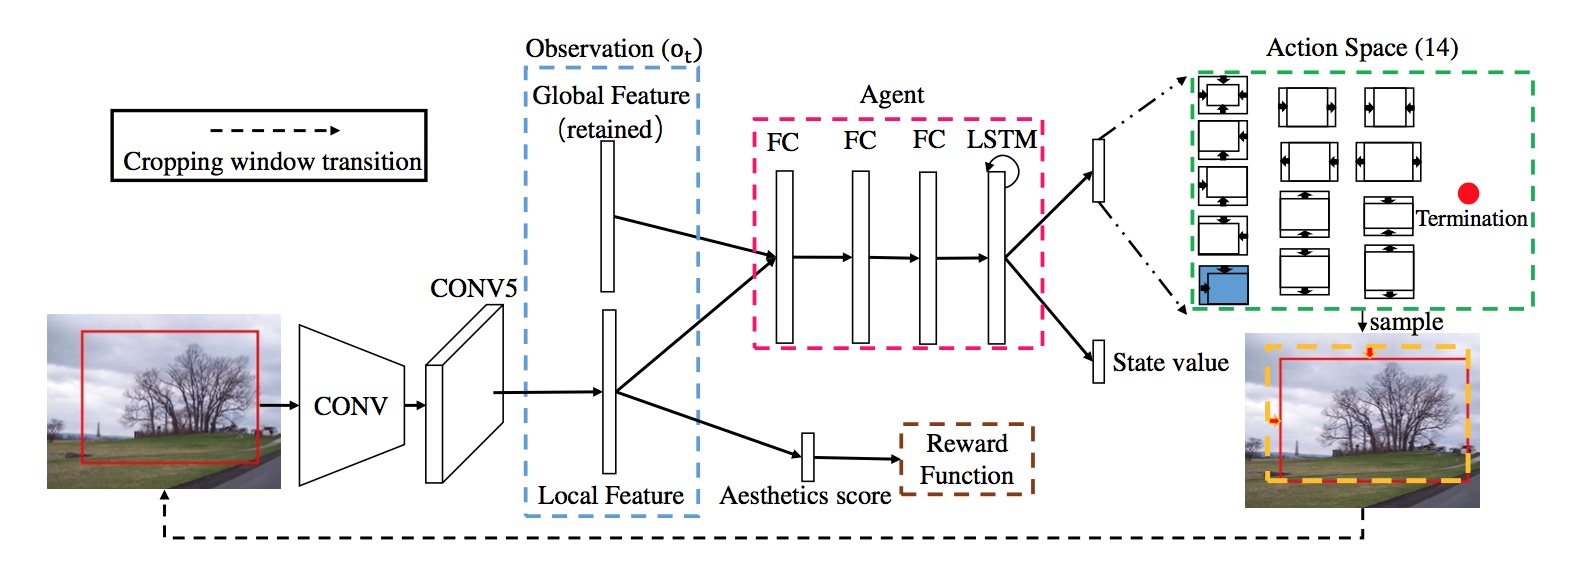 Observation (oₜ)
Action Space (14)
Global Feature
(retained)
Agent
FC
FC
FC
LSTM
Cropping window transition
Termination
CONV5
sample
CONV
State value
Reward
Function
Local Feature
Aesthetics score